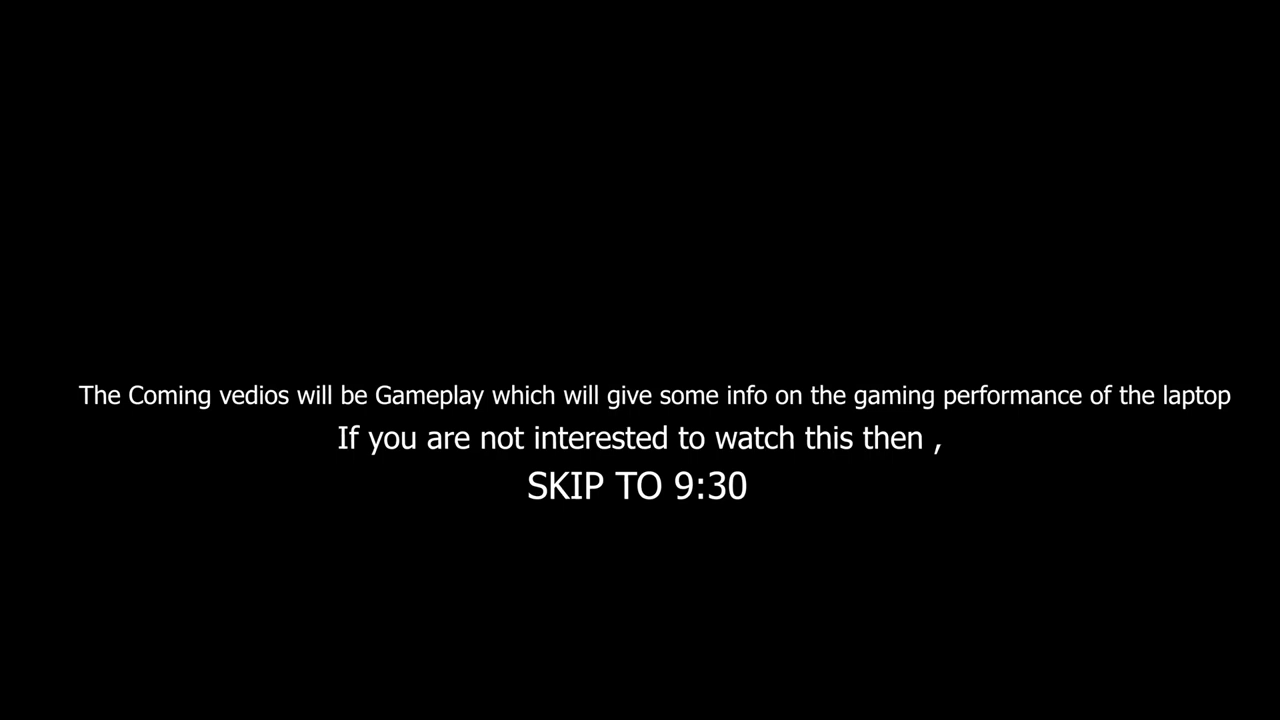 The Coming vedios will be Gameplay which will give some info on the gaming performance of the laptop
If you are not interested to watch this then ,
SKIP TO 9:30